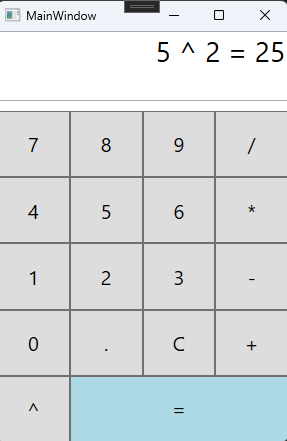 MainWindow
5 ^ 2 = 25
7 8 9 /
4 5 6 *
1 2 3 -
0 . C +
^ =